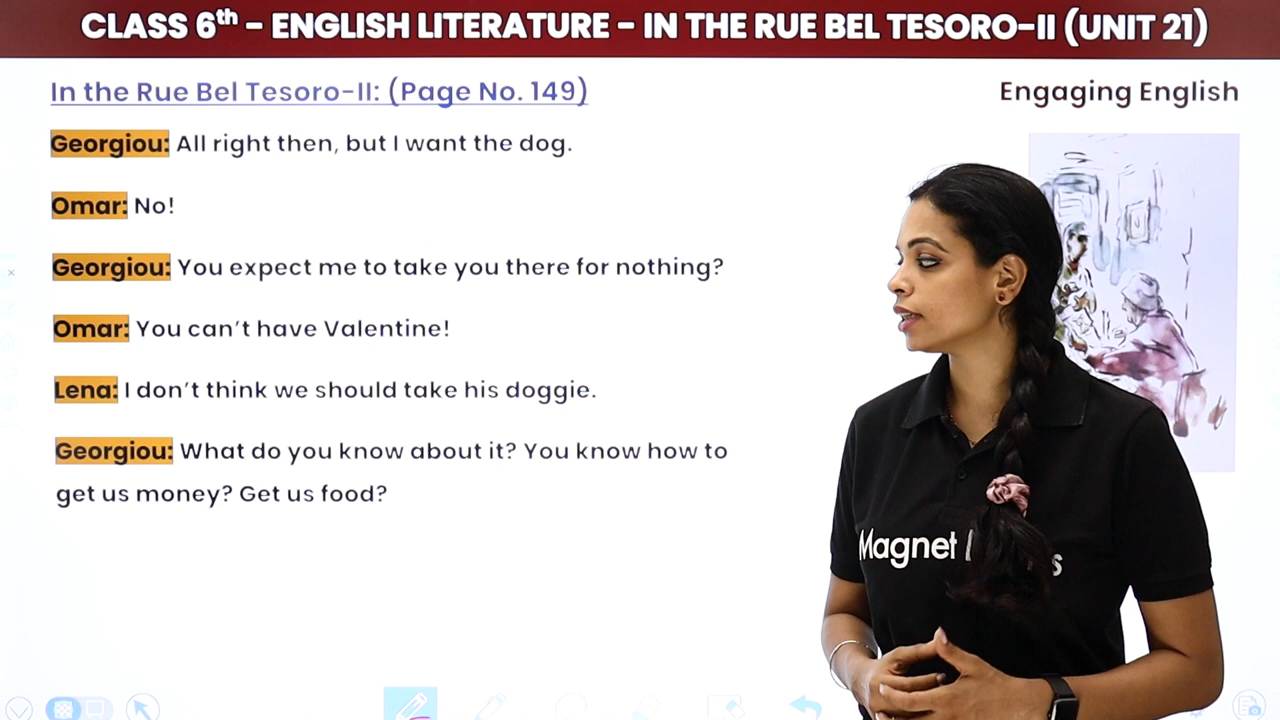 CLASS 6th - ENGLISH LITERATURE - IN THE RUE BEL TESORO-II (UNIT 21)
In the Rue Bel Tesoro-II: (Page No. 149)
Engaging English
Georgiou: All right then, but I want the dog.
Omar: No!
Georgiou: You expect me to take you there for nothing?
Omar: You can't have Valentine!
Lena: I don't think we should take his doggie.
Georgiou: What do you know about it? You know how to
get us money? Get us food?
Magnet